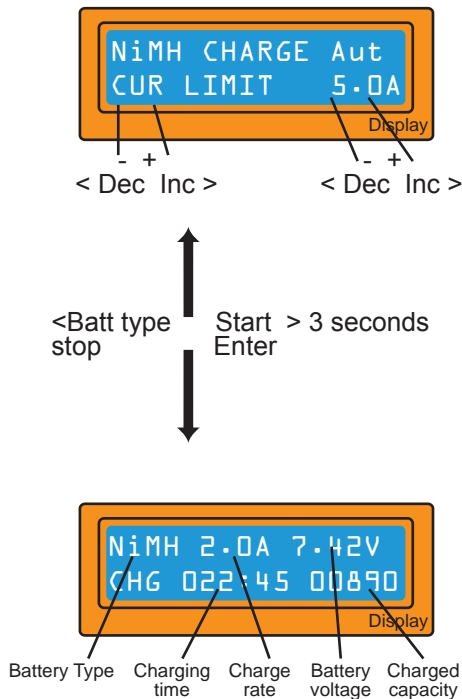 NiMH CHARGE Aut
CUR LIMIT 5.0A
Display
- + - +
< Dec Inc > < Dec Inc >
<Batt type Start > 3 seconds
stop Enter
NiMH 2.0A 7.42V
CHG 022:45 00890
Display
Battery Type Charging Charge Battery Charged
time rate voltage capacity